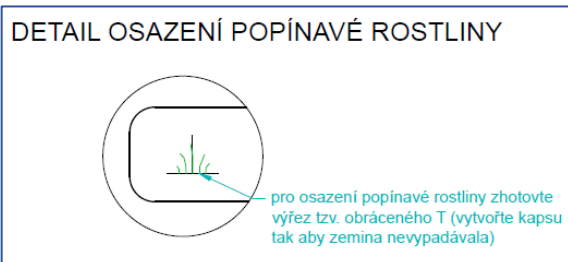 DETAIL OSAZENÍ POPÍNAVÉ ROSTLINY
pro osazení popínavé rostliny zhotovte
výřez tzv. obráceného T (vytvořte kapsu
tak aby zemina nevypadávala)